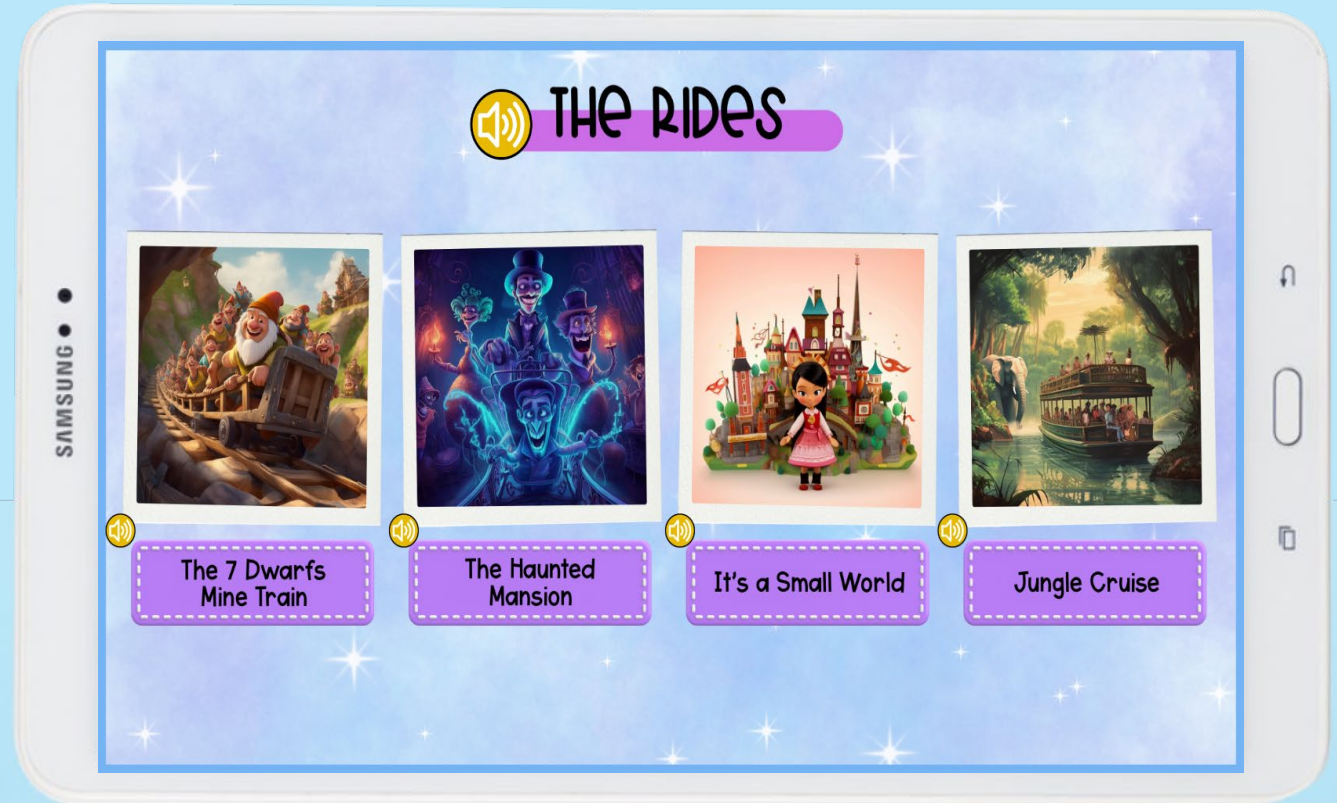 THE RIDES
SAMSUNG
The 7 Dwarfs
Mine Train
The Haunted
Mansion
It's a Small World
Jungle Cruise